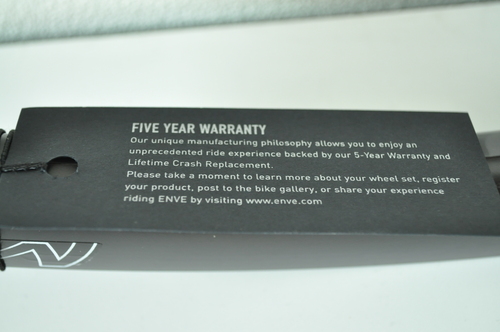 FIVE YEAR WARRANTY
Our unique manufacturing philosophy allows you to enjoy an
unprecedented ride experience backed by our 5-Year Warranty and
Lifetime Crash Replacement.
Please take a moment to learn more about your wheel set, register
your product, post to the bike gallery, or share your experience
riding ENVE by visiting www.enve.com